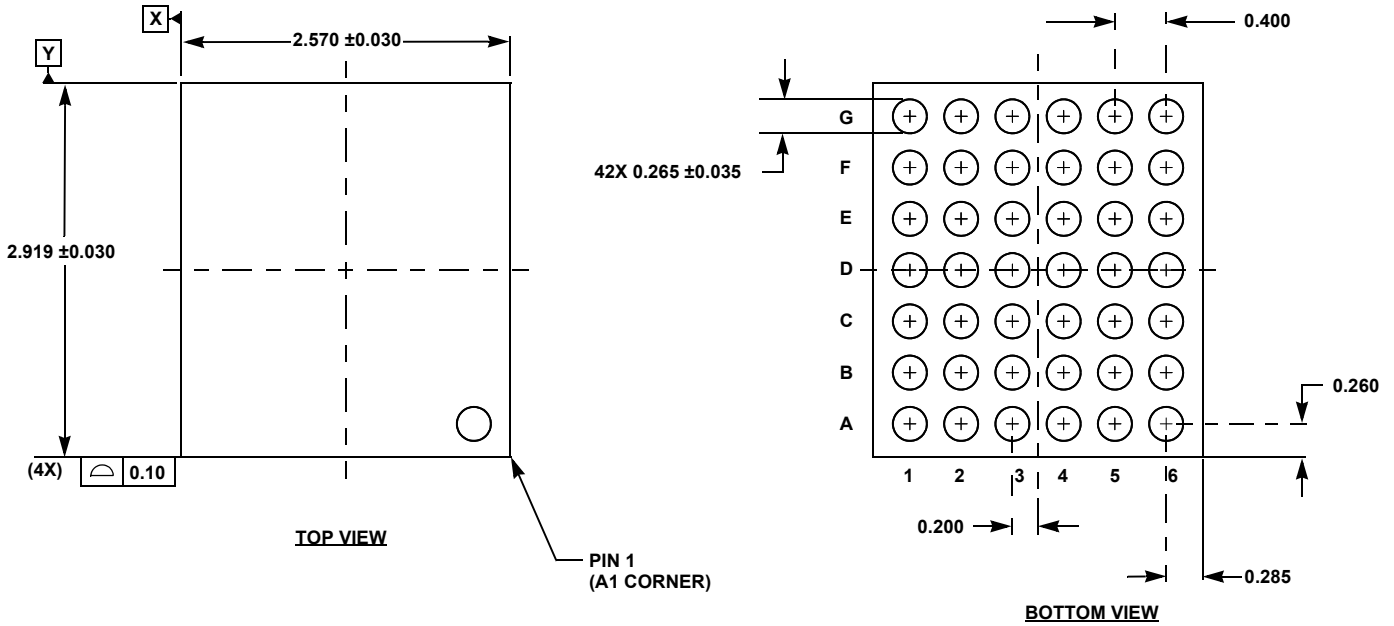 X
2.570 ±0.030
Y
2.919 ±0.030
(4X)
0.10
TOP VIEW
PIN 1
(A1 CORNER)
0.400
G
42X 0.265 ±0.035
F
E
D
C
B
A
0.260
1 2 3 4 5 6
0.200
0.285
BOTTOM VIEW